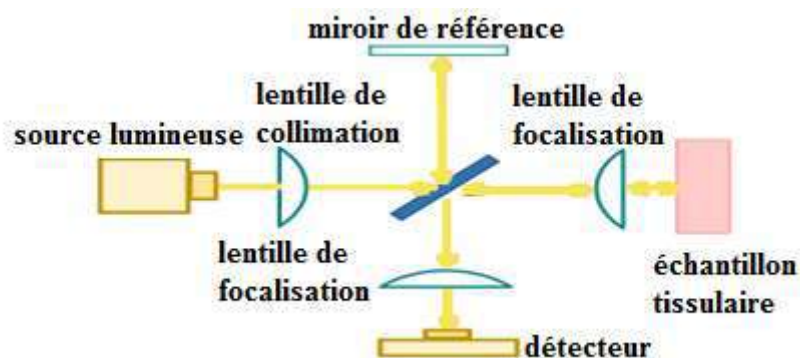 miroir de référence
lentille de
collimation
lentille de
focalisation
source lumineuse
lentille de
focalisation
échantillon
tissulaire
détecteur